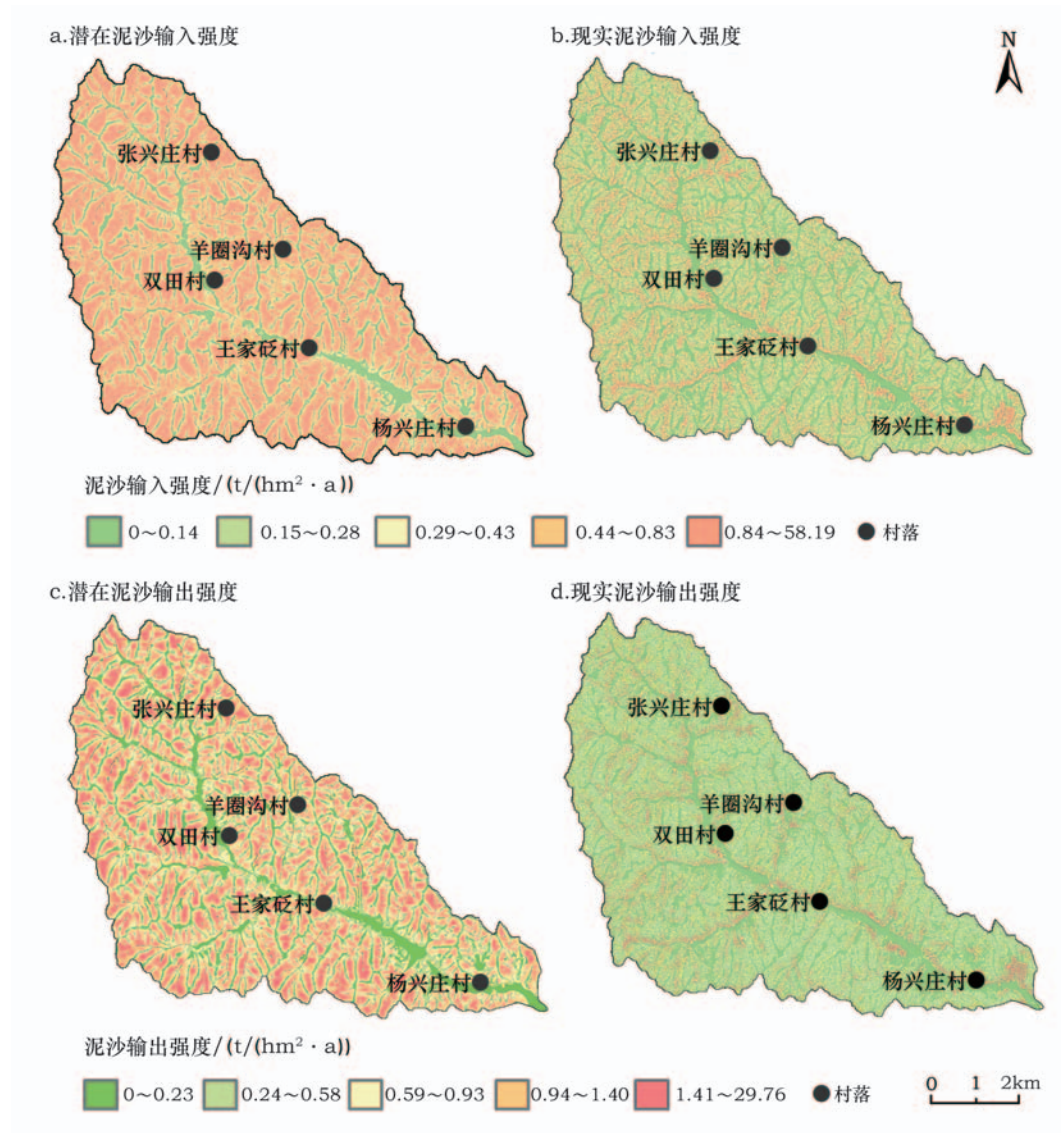 a.潜在泥沙输入强度
b.现实泥沙输入强度
N
张兴庄村
羊圈沟村
双田村
王家砭村
杨兴庄村
张兴庄村
羊圈沟村
双田村
王家砭村
杨兴庄村
泥沙输入强度/(t/(hm²·a))
0~0.14 0.15~0.28 0.29~0.43 0.44~0.83 0.84~58.19 村落
c.潜在泥沙输出强度
d.现实泥沙输出强度
张兴庄村
羊圈沟村
双田村
王家砭村
杨兴庄村
张兴庄村
羊圈沟村
双田村
王家砭村
杨兴庄村
泥沙输出强度/(t/(hm²·a))
0~0.23 0.24~0.58 0.59~0.93 0.94~1.40 1.41~29.76 村落
0 1 2km